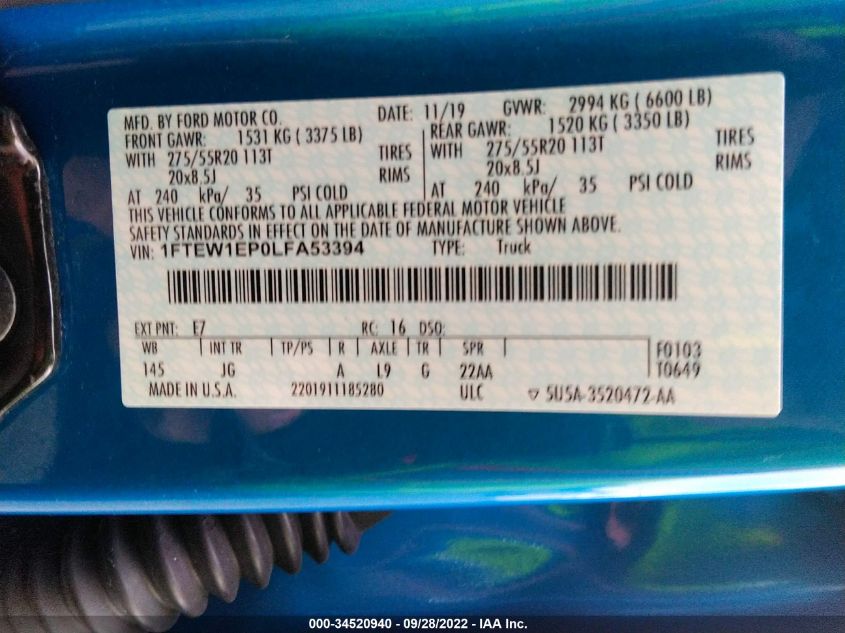 MFD. BY FORD MOTOR CO. DATE: 11/19 GVWR: 2994 KG ( 6600 LB)
FRONT GAWR: 1531 KG ( 3375 LB) REAR GAWR: 1520 KG ( 3350 LB)
WITH 275/55R20 113T TIRES WITH 275/55R20 113T TIRES
20x8.5J RIMS 20x8.5J RIMS
AT 240 kPa/ 35 PSI COLD AT 240 kPa/ 35 PSI COLD
THIS VEHICLE CONFORMS TO ALL APPLICABLE FEDERAL MOTOR VEHICLE
SAFETY STANDARDS IN EFFECT ON THE DATE OF MANUFACTURE SHOWN ABOVE.
VIN: 1FTEW1EP0LFA53394 TYPE: Truck
EXT PNT: E7 RC: 16 DSO:
WB INT TR TP/PS R AXLE TR SPR F0103
145 JG A L9 G 22AA T0649
MADE IN U.S.A. 2201911185280 ULC ▽ 5U5A-3520472-AA
000-34520940 - 09/28/2022 - IAA Inc.